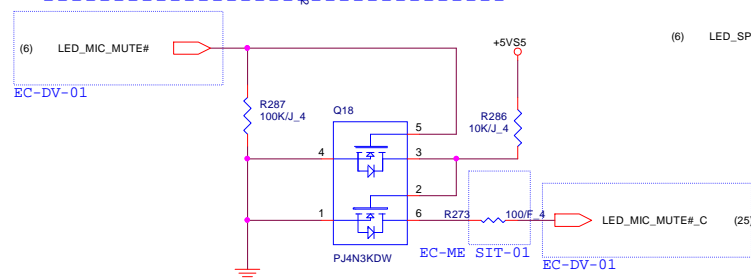 (6) LED_MIC_MUTE#
EC-DV-01
+5VS5
(6) LED_SP
R287
100K/J_4
Q18
R286
10K/J_4
5
4
3
2
1
6
R273
100/F_4
PJ4N3KDW
EC-ME SIT-01
LED_MIC_MUTE#_C (25)
EC-DV-01